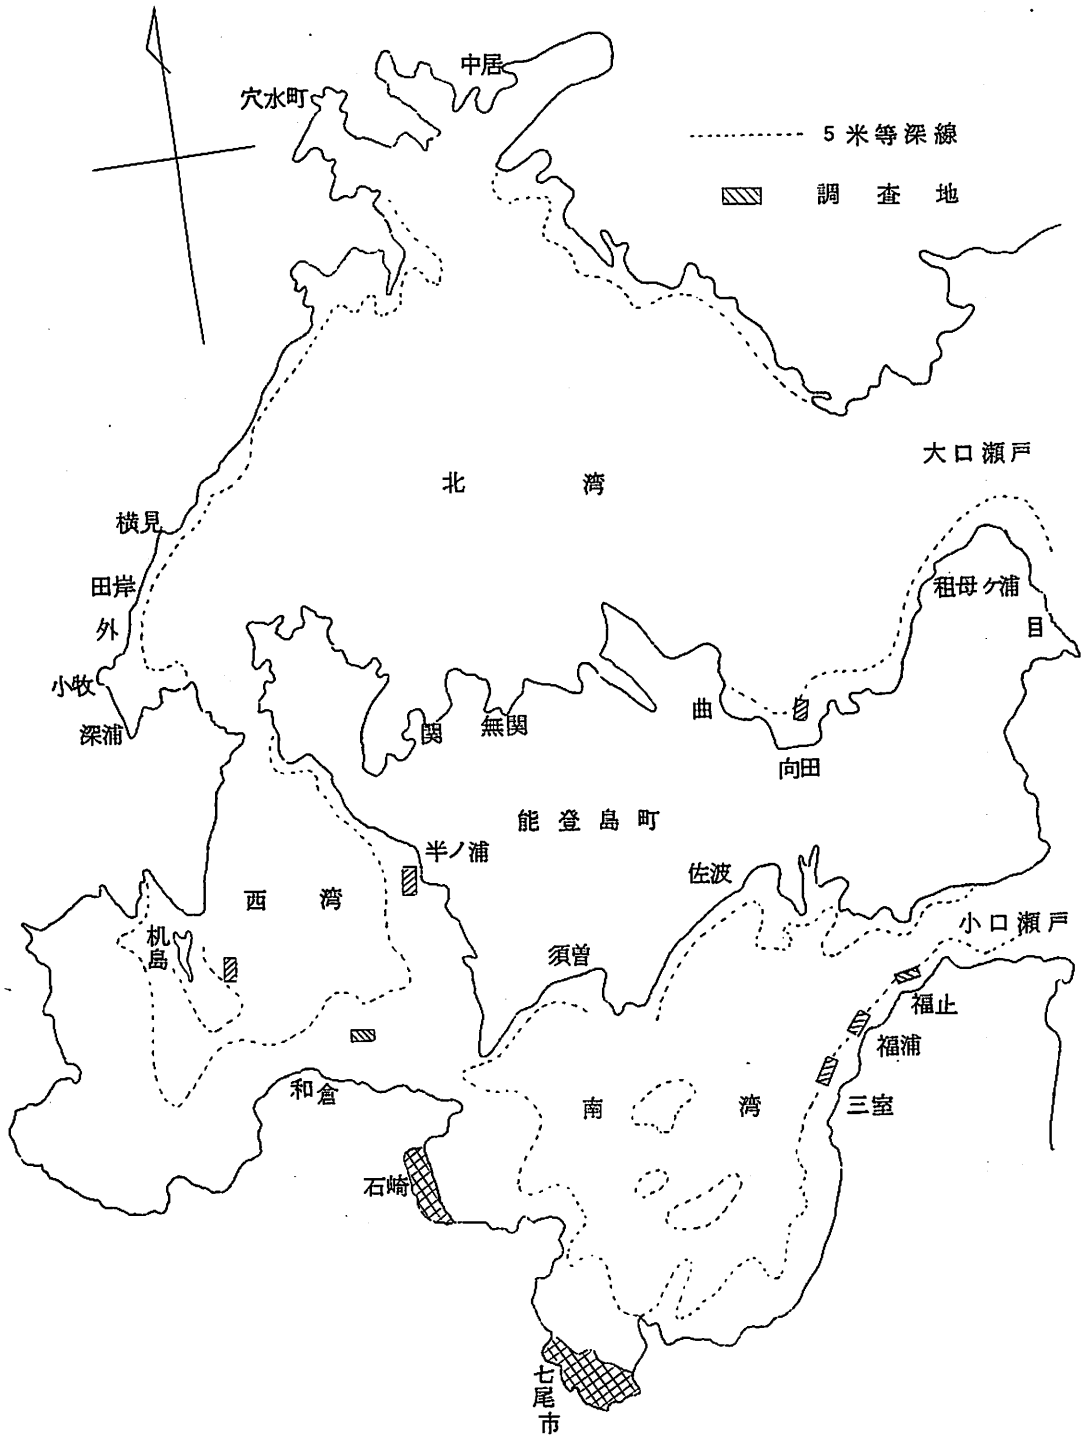 中居
穴水町
5米等深線
調査地
大口瀬戸
北湾
横見
田岸
外
小牧
深浦
祖母ケ浦
目
曲
向田
関
無関
能登島町
半ノ浦
佐波
西湾
机島
須曽
小口瀬戸
福止
福浦
三室
和倉
南湾
石崎
七尾市